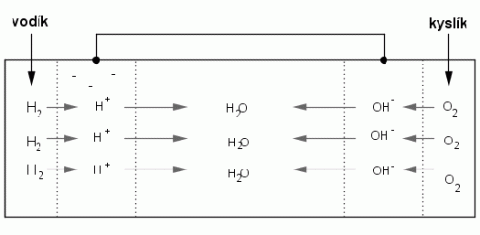 vodík kyslík
- - -
H₂ H⁺ H₂O OH⁻ O₂
H₂ H⁺ H₂O OH⁻ O₂
H₂ H⁺ H₂O OH⁻ O₂